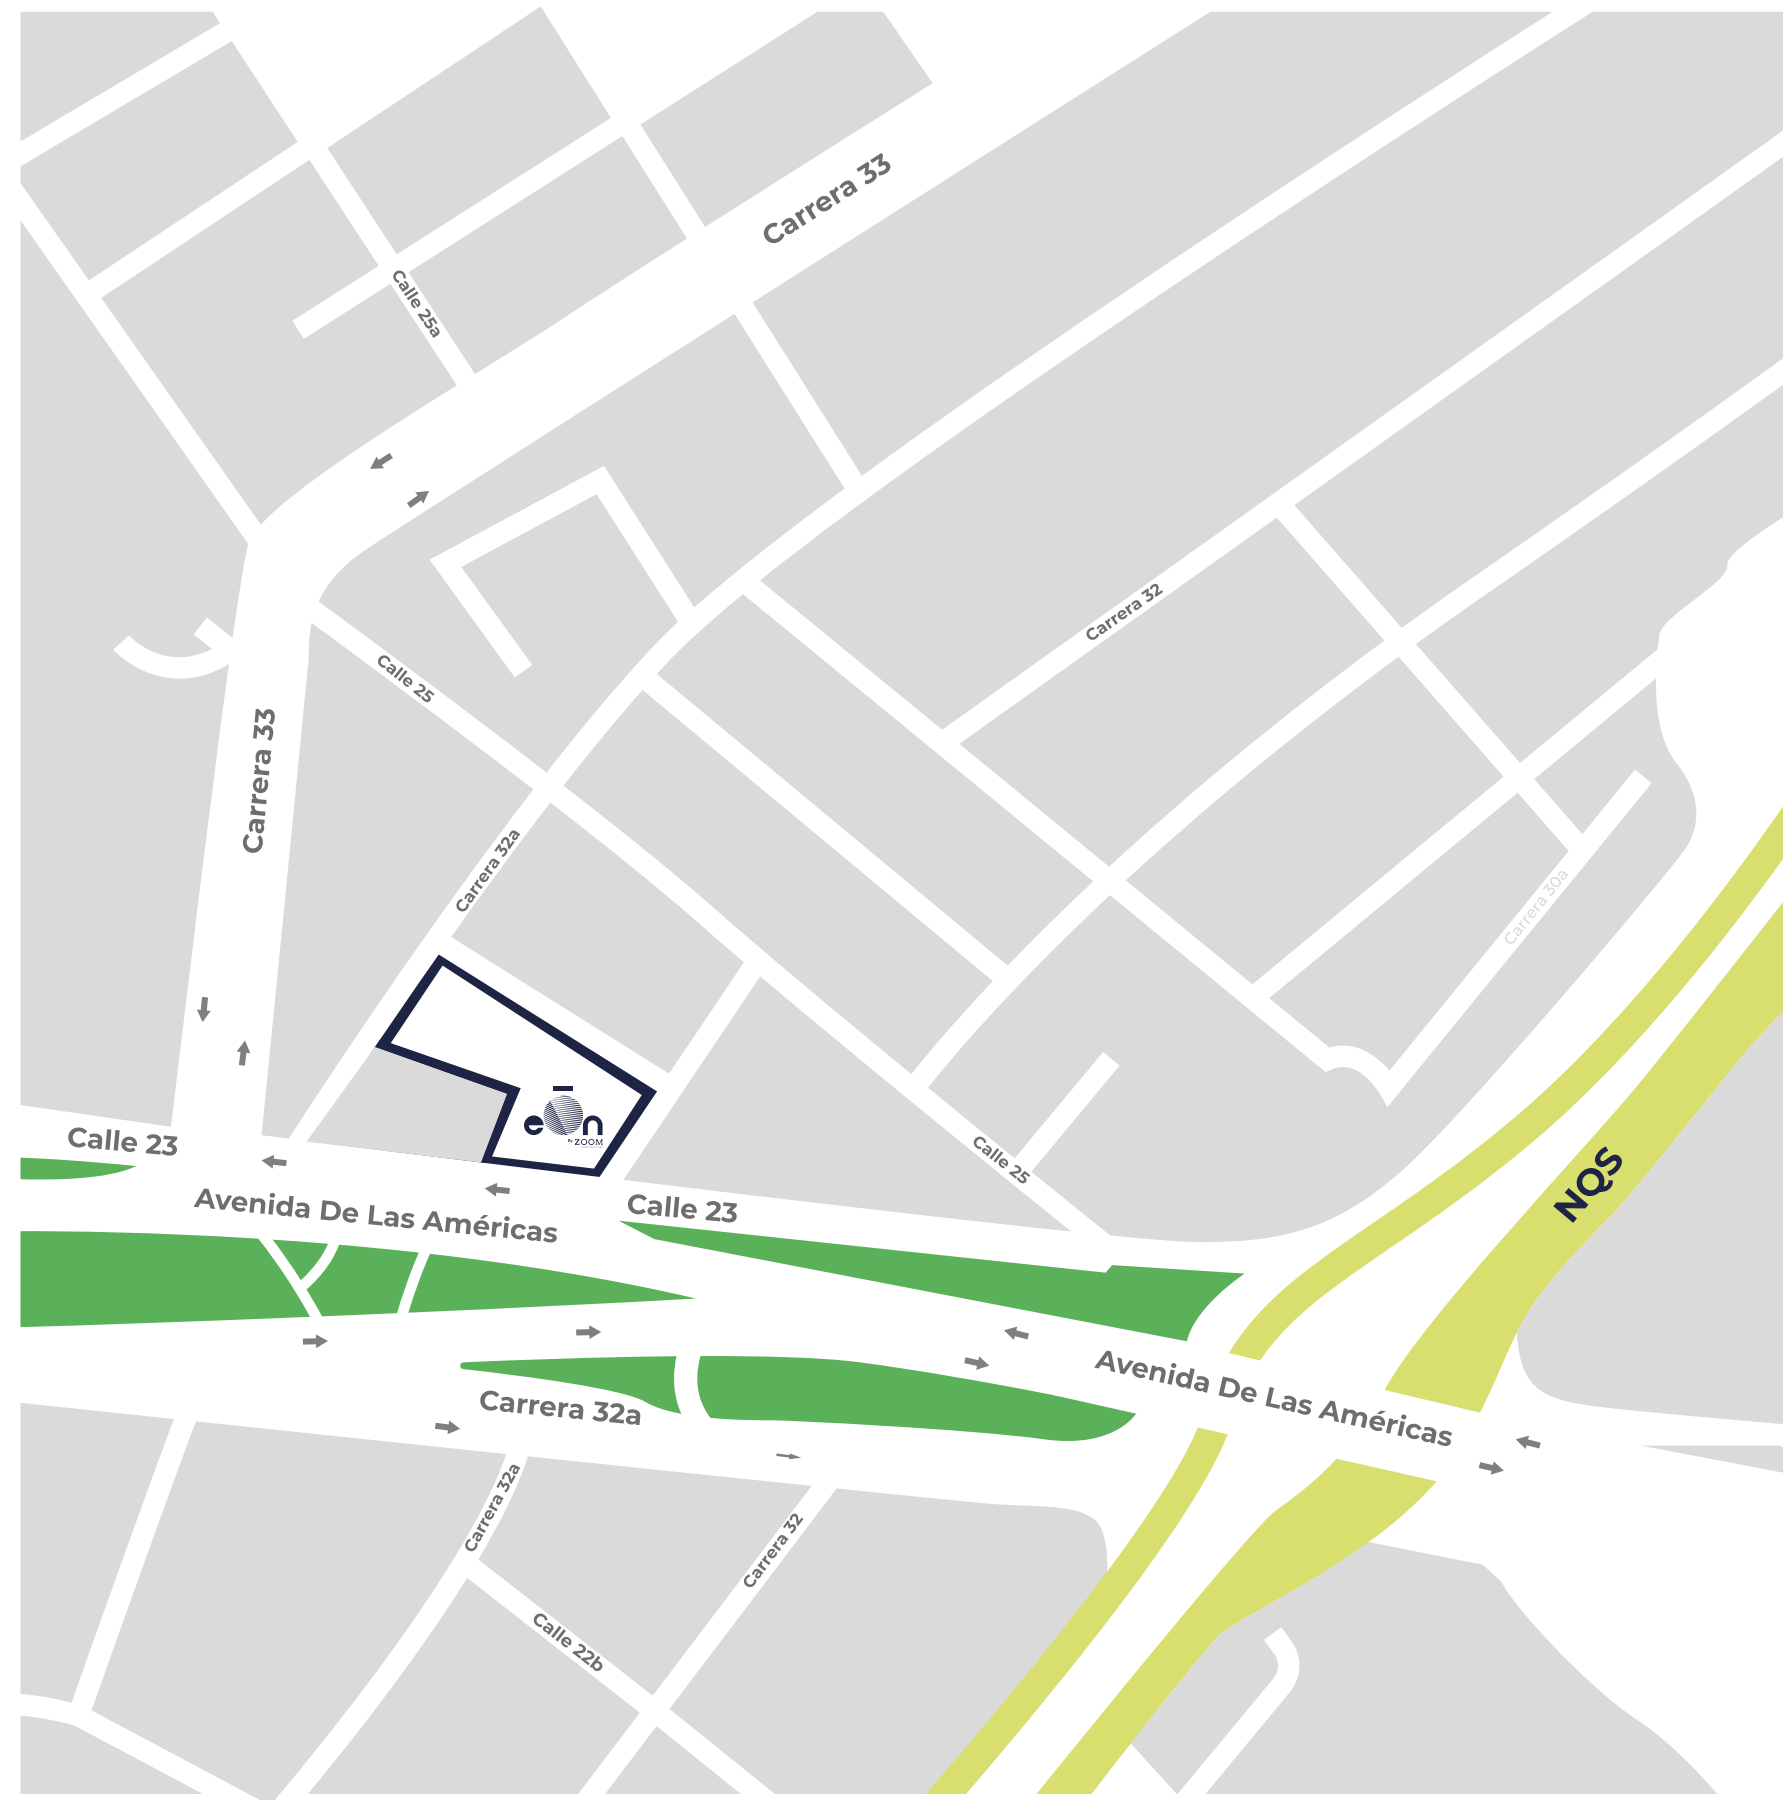 Carrera 33
Calle 25a
Carrera 32
Calle 25
Carrera 33
Carrera 32a
Carrera 30a
eōn
by ZOOM
Calle 23
Calle 25
NQS
Avenida De Las Américas
Calle 23
Avenida De Las Américas
Carrera 32a
Carrera 32a
Carrera 32
Calle 22b